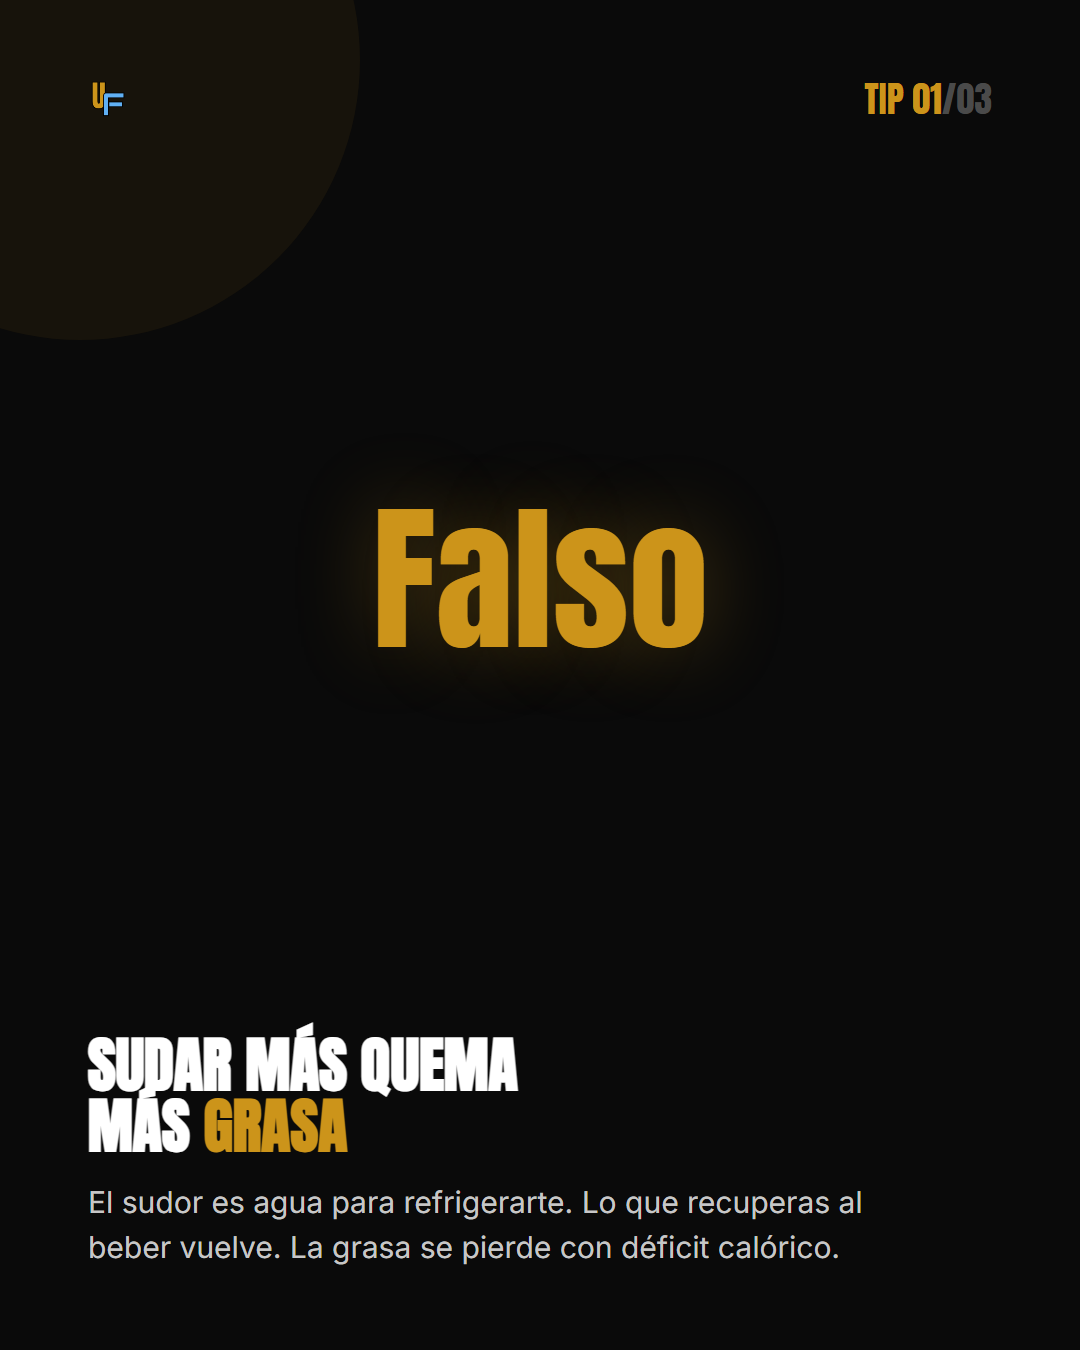 UF
TIP 01/03
Falso
SUDAR MÁS QUEMA
MÁS GRASA
El sudor es agua para refrigerarte. Lo que recuperas al
beber vuelve. La grasa se pierde con déficit calórico.